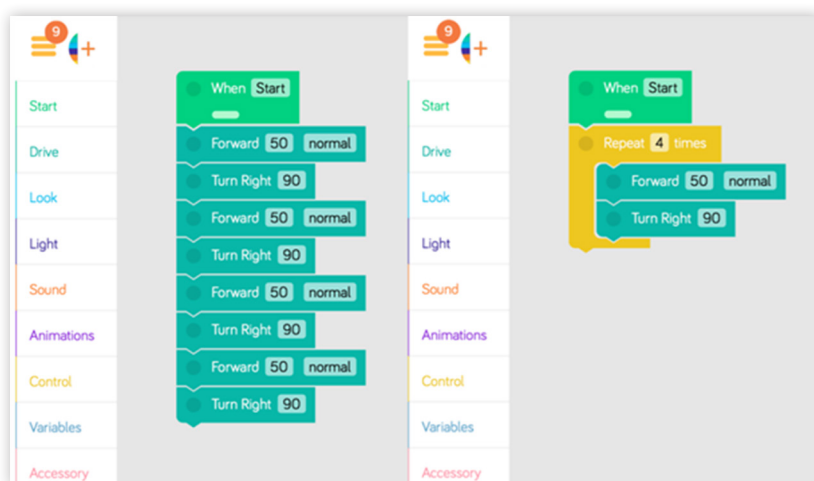 9
+
Start
Drive
Look
Light
Sound
Animations
Control
Variables
Accessory
When Start
Forward 50 normal
Turn Right 90
Forward 50 normal
Turn Right 90
Forward 50 normal
Turn Right 90
Forward 50 normal
Turn Right 90
9
+
Start
Drive
Look
Light
Sound
Animations
Control
Variables
Accessory
When Start
Repeat 4 times
Forward 50 normal
Turn Right 90